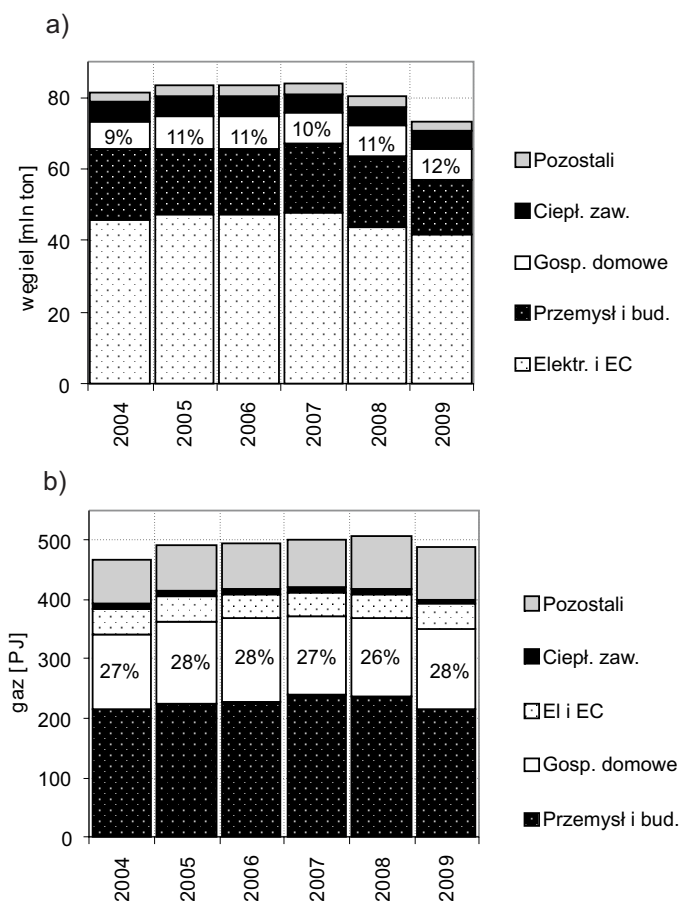 a)
węgiel [mln ton]
80
60
40
20
0
9%
11%
11%
10%
11%
12%
2004
2005
2006
2007
2008
2009
Pozostali
Ciepł. zaw.
Gosp. domowe
Przemysł i bud.
Elektr. i EC
b)
gaz [PJ]
500
400
300
200
100
0
27%
28%
28%
27%
26%
28%
2004
2005
2006
2007
2008
2009
Pozostali
Ciepł. zaw.
El i EC
Gosp. domowe
Przemysł i bud.